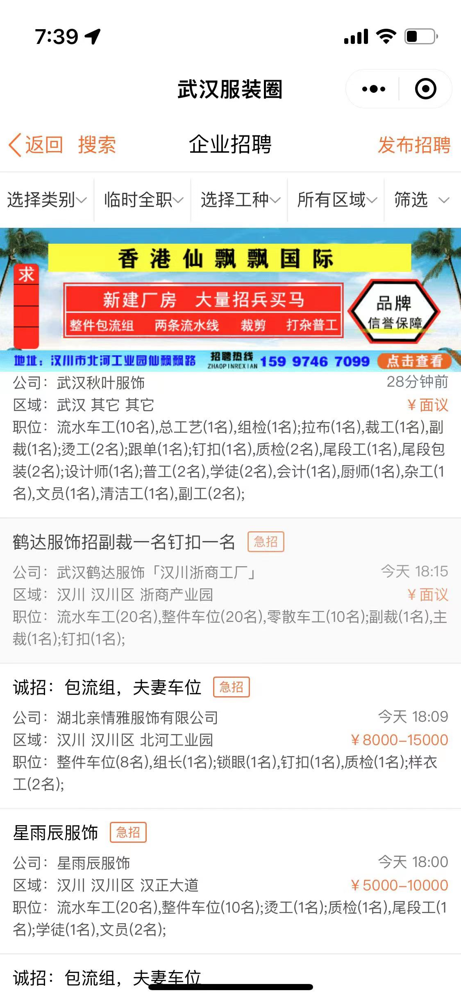 7:39
武汉服装圈
返回 搜索 企业招聘 发布招聘
选择类别 临时全职 选择工种 所有区域 筛选
香港仙飘飘国际
求
新建厂房 大量招兵买马
整件包流组 两条流水线 裁剪 打杂普工
品牌
信誉保障
地址：汉川市北河工业园仙飘飘路
招聘热线
ZHAOPINREXIAN
159 9746 7099
点击查看
公司：武汉秋叶服饰 28分钟前
区域：武汉 其它 其它 ¥面议
职位：流水车工(10名),总工艺(1名),组检(1名);拉布(1名),裁工(1名),副
裁(1名);烫工(2名);跟单(1名);钉扣(1名),质检(2名),尾段工(1名),尾段包
装(2名);设计师(1名);普工(2名),学徒(2名),会计(1名),厨师(1名),杂工(1
名),文员(1名),清洁工(1名),副工(2名);
鹤达服饰招副裁一名钉扣一名 急招
公司：武汉鹤达服饰「汉川浙商工厂」 今天 18:15
区域：汉川 汉川区 浙商产业园 ¥面议
职位：流水车工(20名),整件车位(20名),零散车工(10名);副裁(1名),主
裁(1名);钉扣(1名);
诚招：包流组，夫妻车位 急招
公司：湖北亲情雅服饰有限公司 今天 18:09
区域：汉川 汉川区 北河工业园 ¥8000-15000
职位：整件车位(8名),组长(1名);锁眼(1名),钉扣(1名),质检(1名);样衣
工(2名);
星雨辰服饰 急招
公司：星雨辰服饰 今天 18:00
区域：汉川 汉川区 汉正大道 ¥5000-10000
职位：流水车工(20名),整件车位(10名);烫工(1名);质检(1名),尾段工(1
名);学徒(1名),文员(2名);
诚招：包流组，夫妻车位